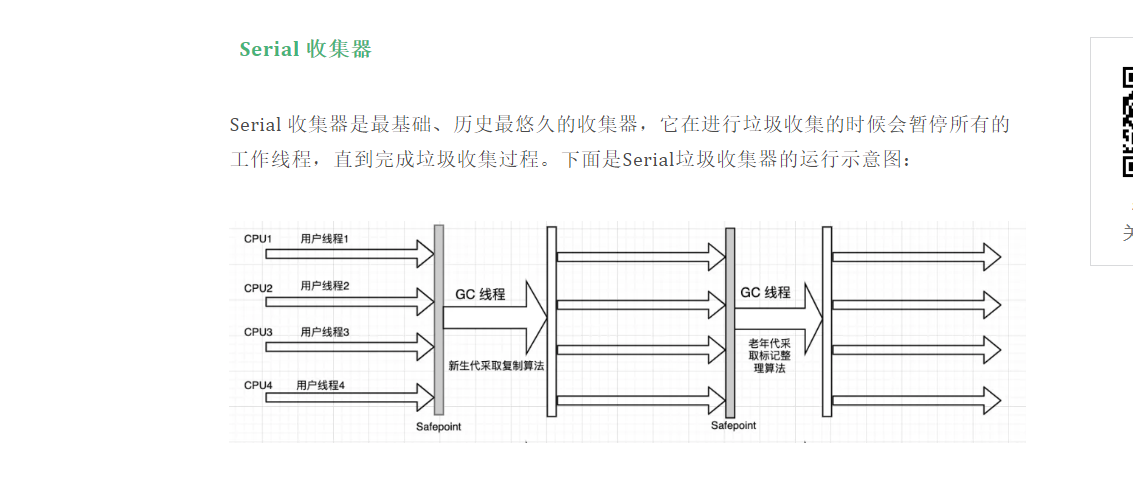 Serial 收集器
Serial 收集器是最基础、历史最悠久的收集器，它在进行垃圾收集的时候会暂停所有的
工作线程，直到完成垃圾收集过程。下面是Serial垃圾收集器的运行示意图：
关
CPU1 用户线程1
CPU2 用户线程2
GC 线程
GC 线程
CPU3 用户线程3
新生代采取复制算法
老年代采
取标记整
理算法
CPU4 用户线程4
Safepoint
Safepoint